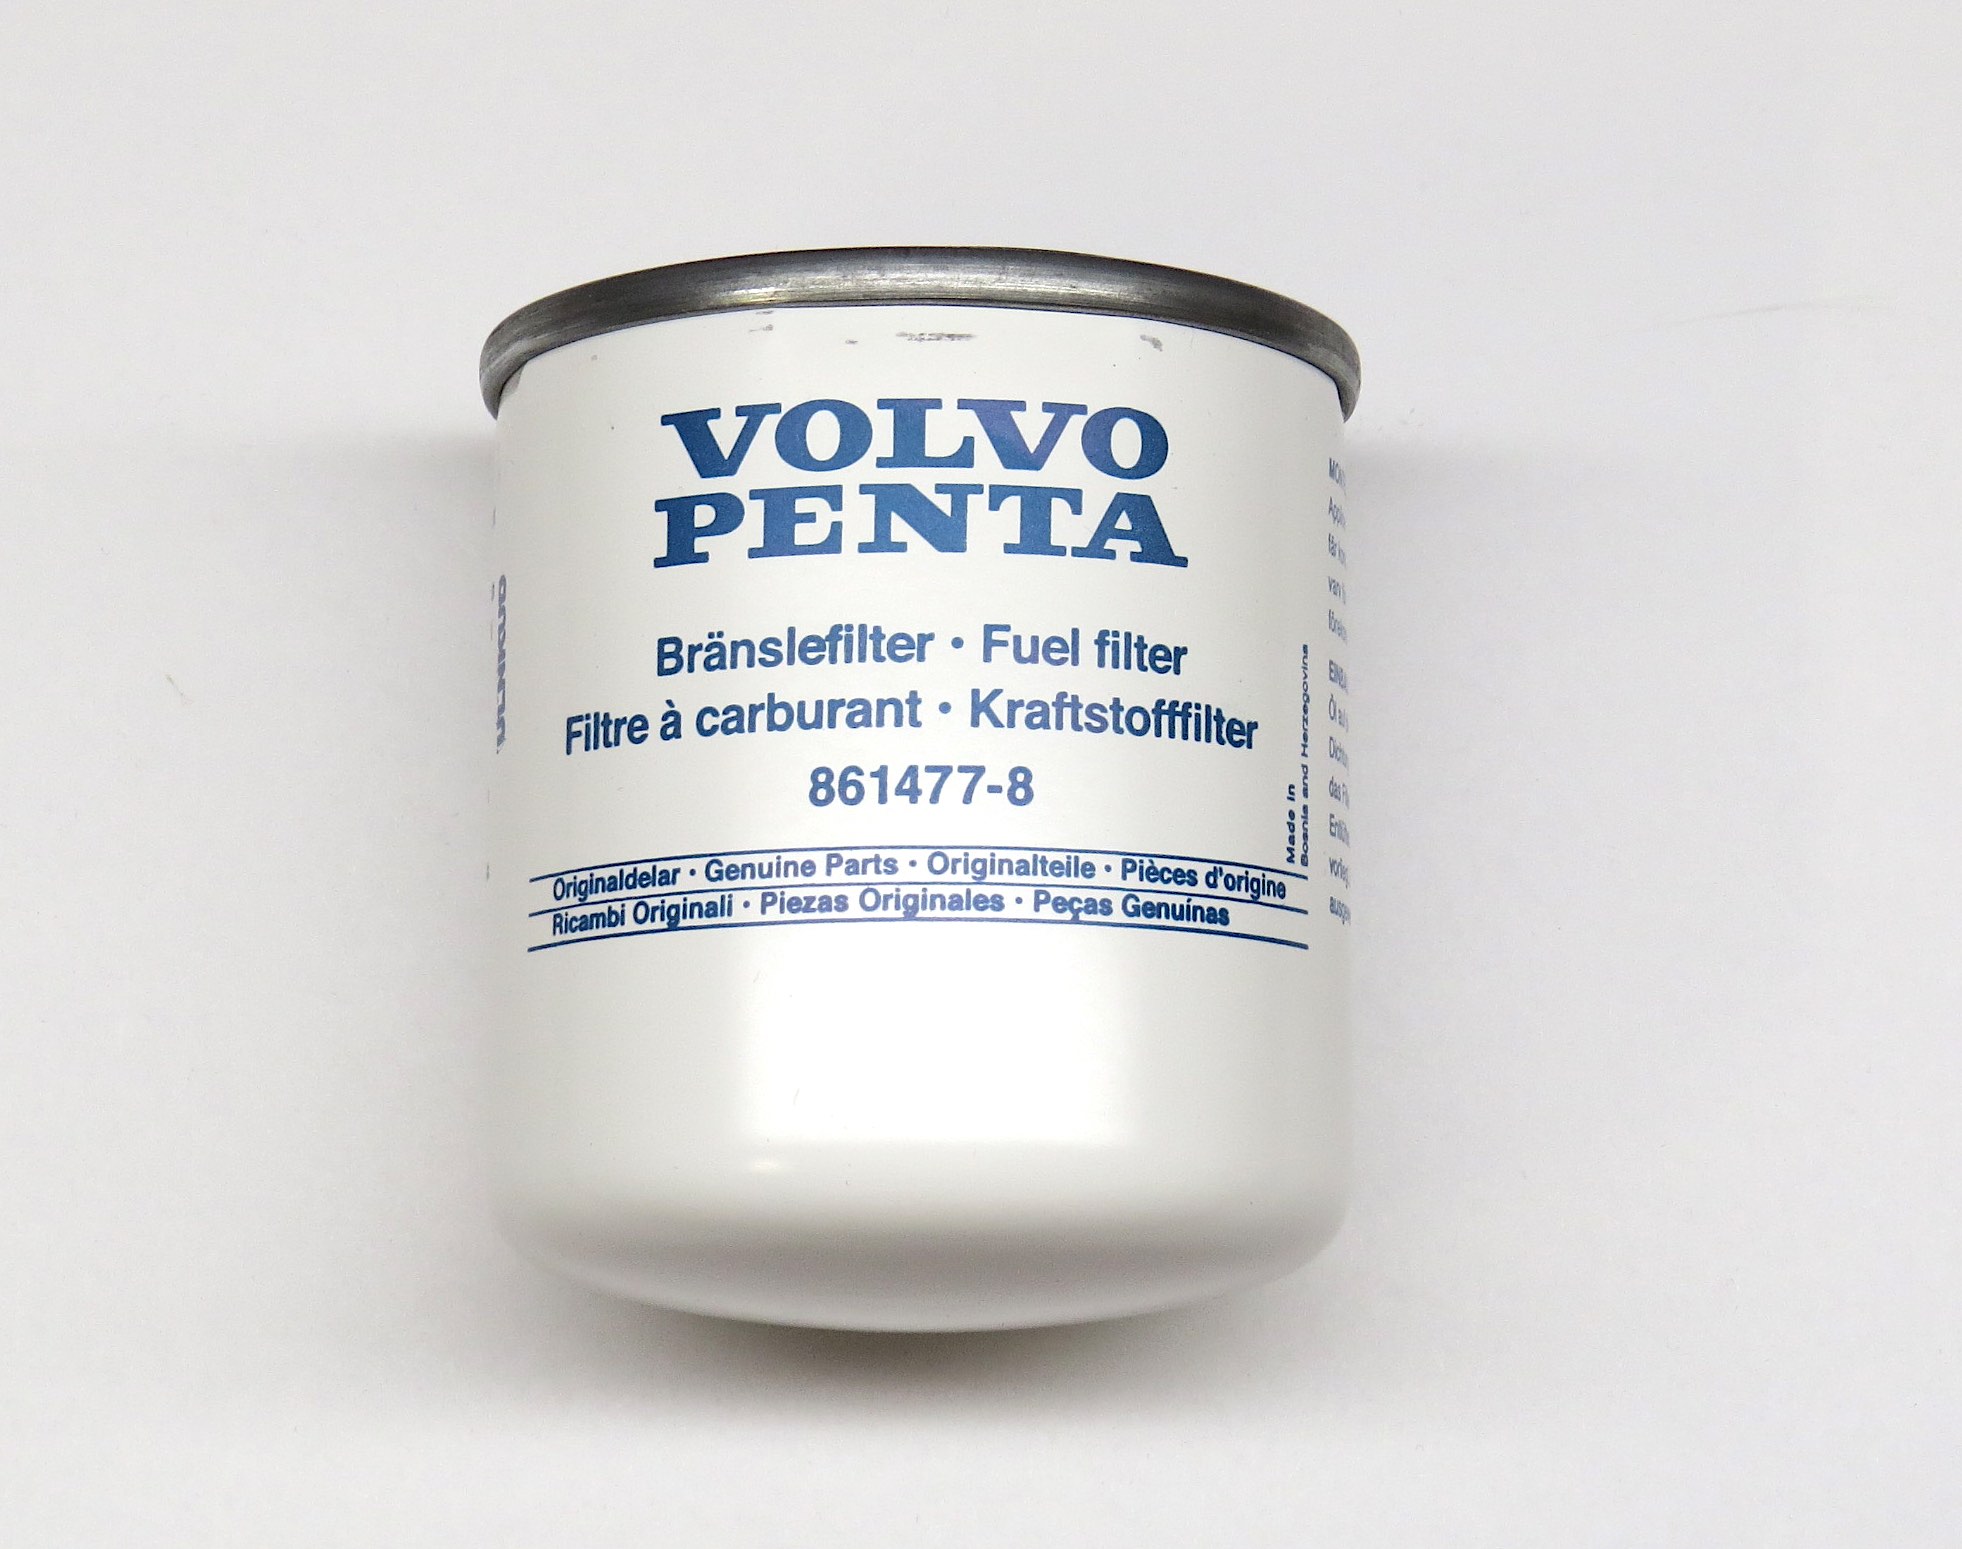 VOLVO
PENTA
Bränslefilter · Fuel filter
Filtre à carburant · Kraftstofffilter
861477-8
Made in
Bosnia and Herzegovina
Originaldelar · Genuine Parts · Originalteile · Pièces d'origine
Ricambi Originali · Piezas Originales · Peças Genuínas